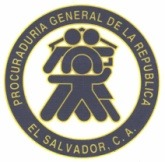 PROCURADURIA GENERAL DE LA REPUBLICA
EL SALVADOR, C. A.